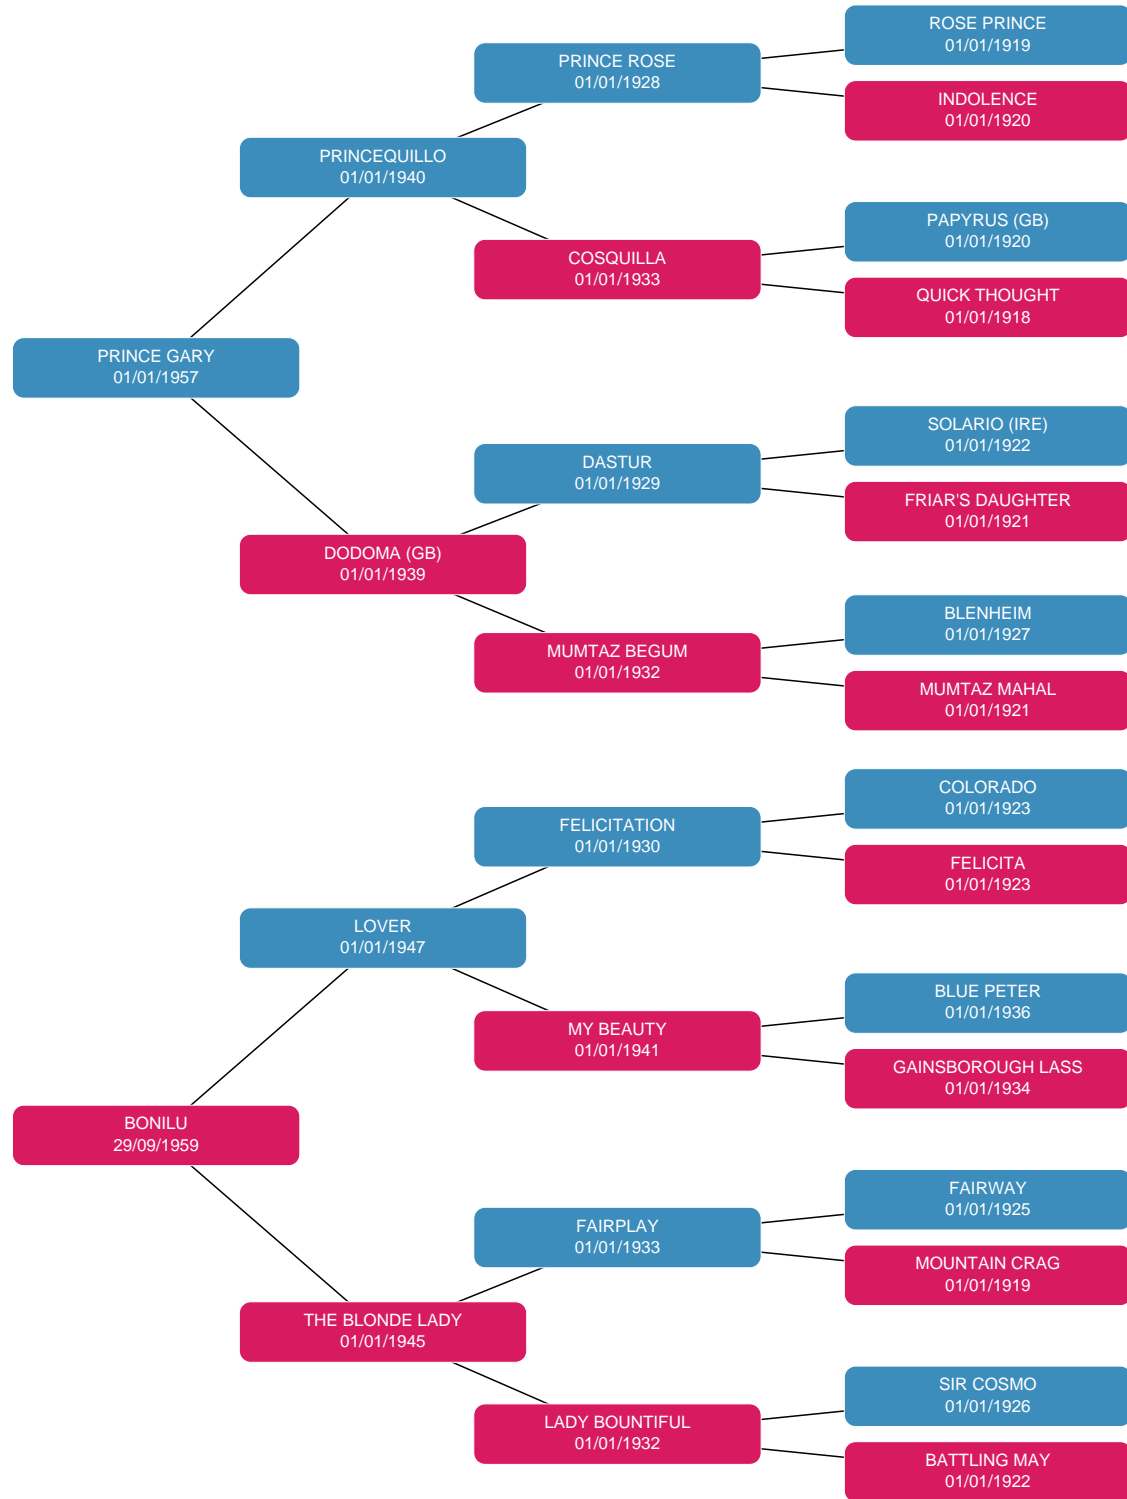 ROSE PRINCE
01/01/1919
PRINCE ROSE
01/01/1928
INDOLENCE
01/01/1920
PRINCEQUILLO
01/01/1940
PAPYRUS (GB)
01/01/1920
COSQUILLA
01/01/1933
QUICK THOUGHT
01/01/1918
PRINCE GARY
01/01/1957
SOLARIO (IRE)
01/01/1922
DASTUR
01/01/1929
FRIAR'S DAUGHTER
01/01/1921
DODOMA (GB)
01/01/1939
BLENHEIM
01/01/1927
MUMTAZ BEGUM
01/01/1932
MUMTAZ MAHAL
01/01/1921
COLORADO
01/01/1923
FELICITATION
01/01/1930
FELICITA
01/01/1923
LOVER
01/01/1947
BLUE PETER
01/01/1936
MY BEAUTY
01/01/1941
GAINSBOROUGH LASS
01/01/1934
BONILU
29/09/1959
FAIRWAY
01/01/1925
FAIRPLAY
01/01/1933
MOUNTAIN CRAG
01/01/1919
THE BLONDE LADY
01/01/1945
SIR COSMO
01/01/1926
LADY BOUNTIFUL
01/01/1932
BATTLING MAY
01/01/1922